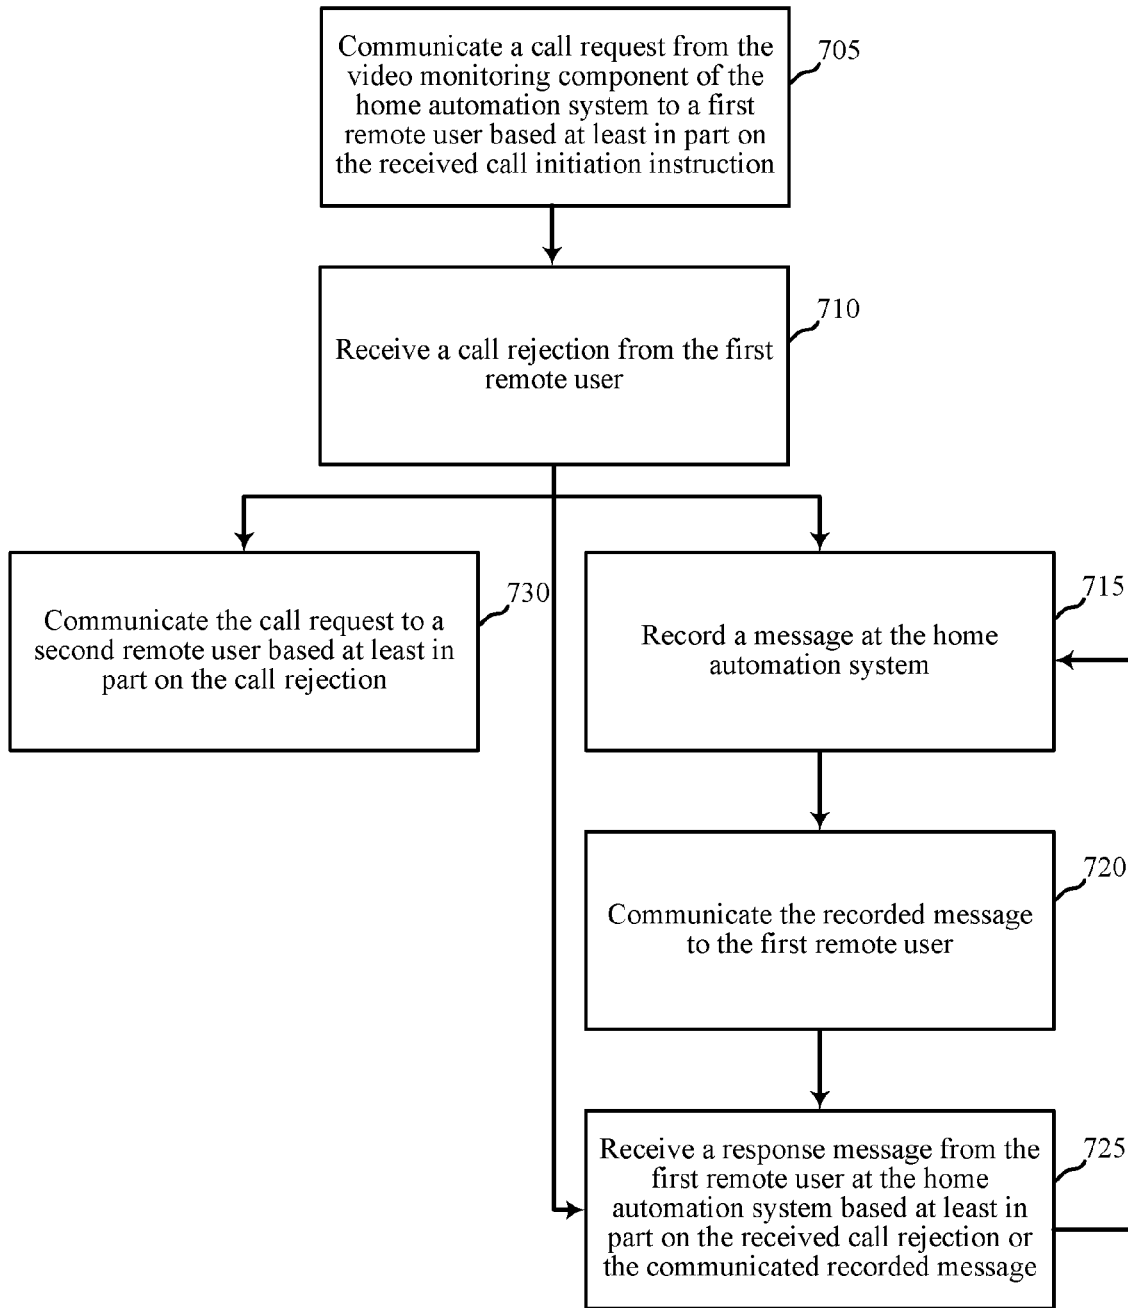 Communicate a call request from the
video monitoring component of the
home automation system to a first
remote user based at least in part on
the received call initiation instruction
705
Receive a call rejection from the first
remote user
710
Communicate the call request to a
second remote user based at least in
part on the call rejection
730
Record a message at the home
automation system
715
Communicate the recorded message
to the first remote user
720
Receive a response message from the
first remote user at the home
automation system based at least in
part on the received call rejection or
the communicated recorded message
725